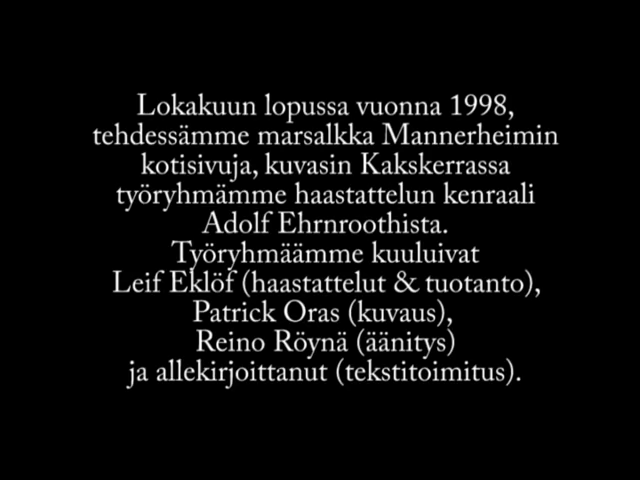 Lokakuun lopussa vuonna 1998,
tehdessämme marsalkka Mannerheimin
kotisivuja, kuvasin Kakskerrassa
työryhmämme haastattelun kenraali
Adolf Ehrnroothista.
Työryhmäämme kuuluivat
Leif Eklöf (haastattelut & tuotanto),
Patrick Oras (kuvaus),
Reino Röynä (äänitys)
ja allekirjoittanut (tekstitoimitus).